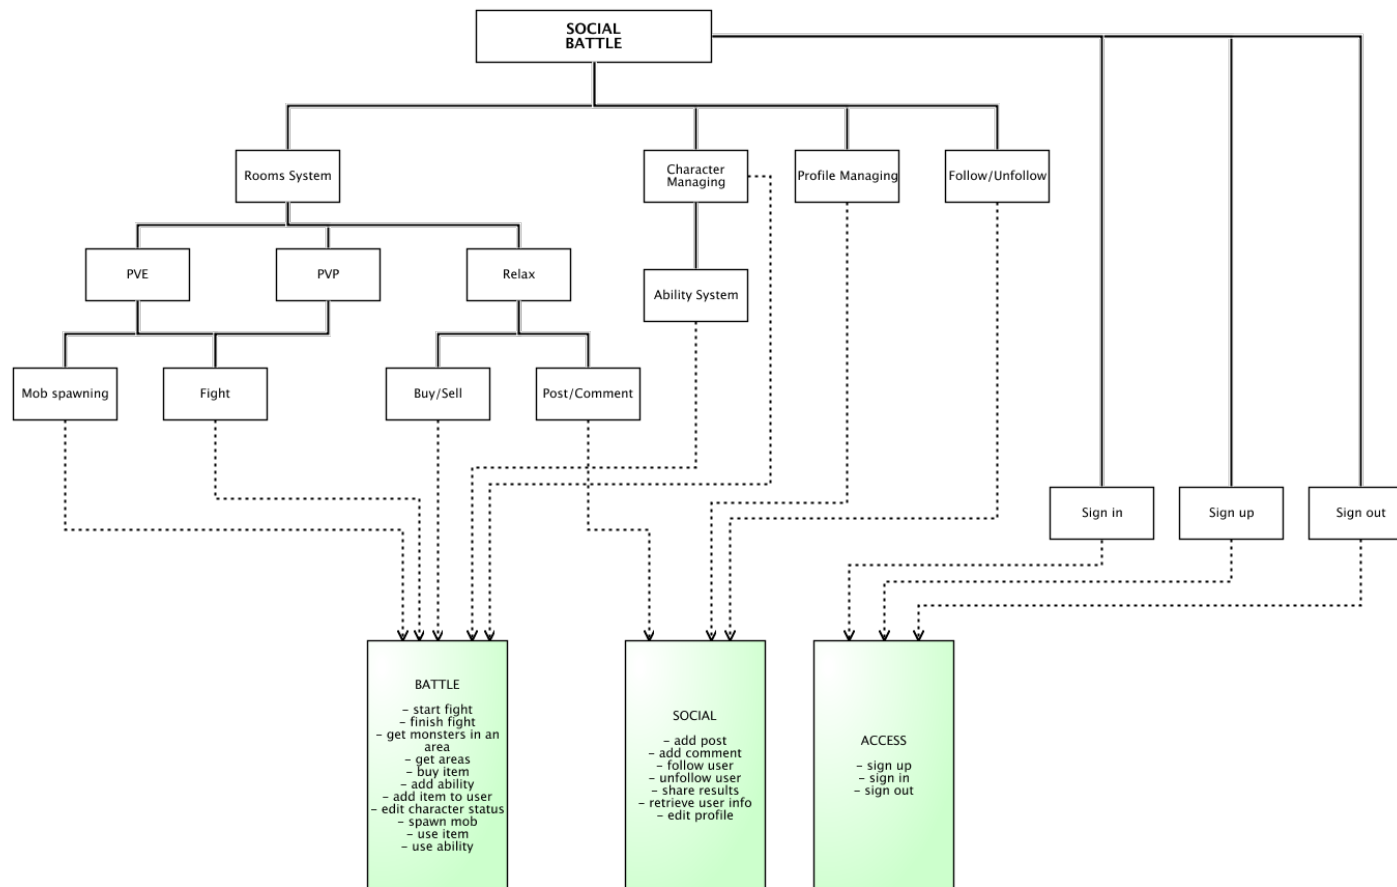 SOCIAL
BATTLE
Rooms System
Character
Managing
Profile Managing
Follow/Unfollow
PVE
PVP
Relax
Ability System
Mob spawning
Fight
Buy/Sell
Post/Comment
Sign in
Sign up
Sign out
BATTLE
– start fight
– finish fight
– get monsters in an
area
– get areas
– buy item
– add ability
– add item to user
– edit character status
– spawn mob
– use item
– use ability
SOCIAL
– add post
– add comment
– follow user
– unfollow user
– share results
– retrieve user info
– edit profile
ACCESS
– sign up
– sign in
– sign out